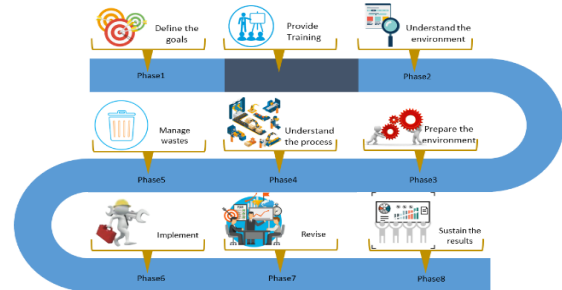 Define the
goals
Provide
Training
Understand
the environment
Phase1
Phase2
Manage
wastes
Understand
the process
Prepare the
environment
Phase5
Phase4
Phase3
Implement
Revise
Sustain the
results
Phase6
Phase7
Phase8